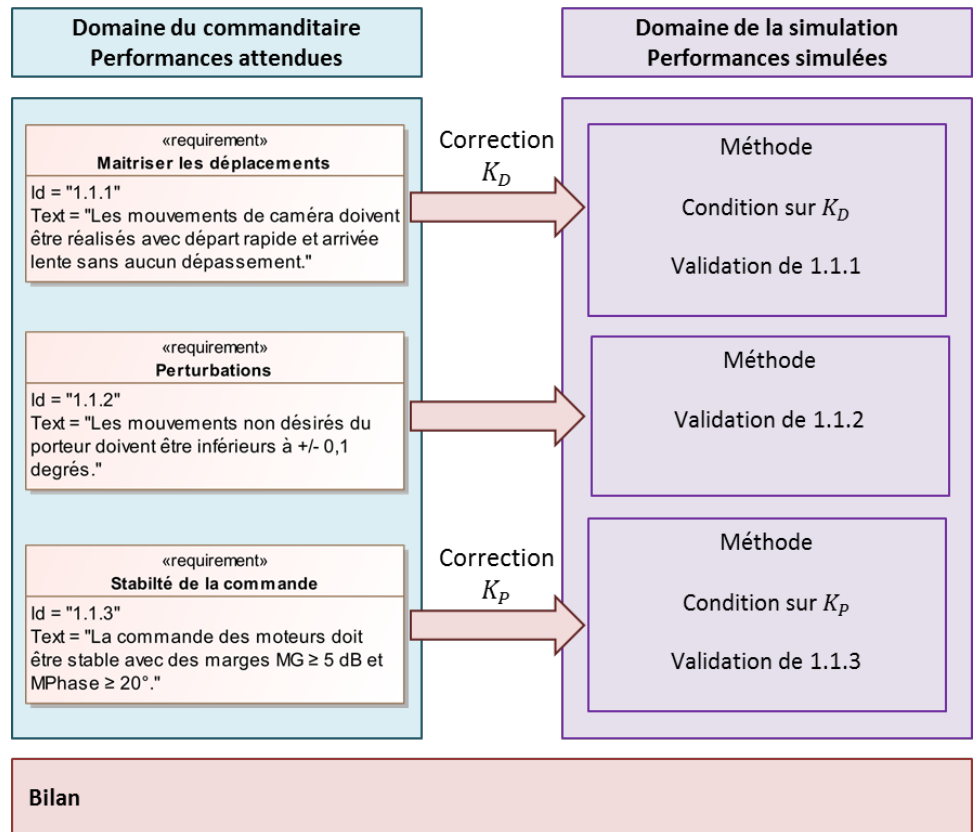 Domaine du commanditaire
Performances attendues
Domaine de la simulation
Performances simulées
«requirement»
Maitriser les déplacements
Id = "1.1.1"
Text = "Les mouvements de caméra doivent
être réalisés avec départ rapide et arrivée
lente sans aucun dépassement."
Correction
K_D
Méthode
Condition sur K_D
Validation de 1.1.1
«requirement»
Perturbations
Id = "1.1.2"
Text = "Les mouvements non désirés du
porteur doivent être inférieurs à +/- 0,1
degrés."
Méthode
Validation de 1.1.2
«requirement»
Stabilté de la commande
Id = "1.1.3"
Text = "La commande des moteurs doit
être stable avec des marges MG ≥ 5 dB et
MPhase ≥ 20°."
Correction
K_P
Méthode
Condition sur K_P
Validation de 1.1.3
Bilan